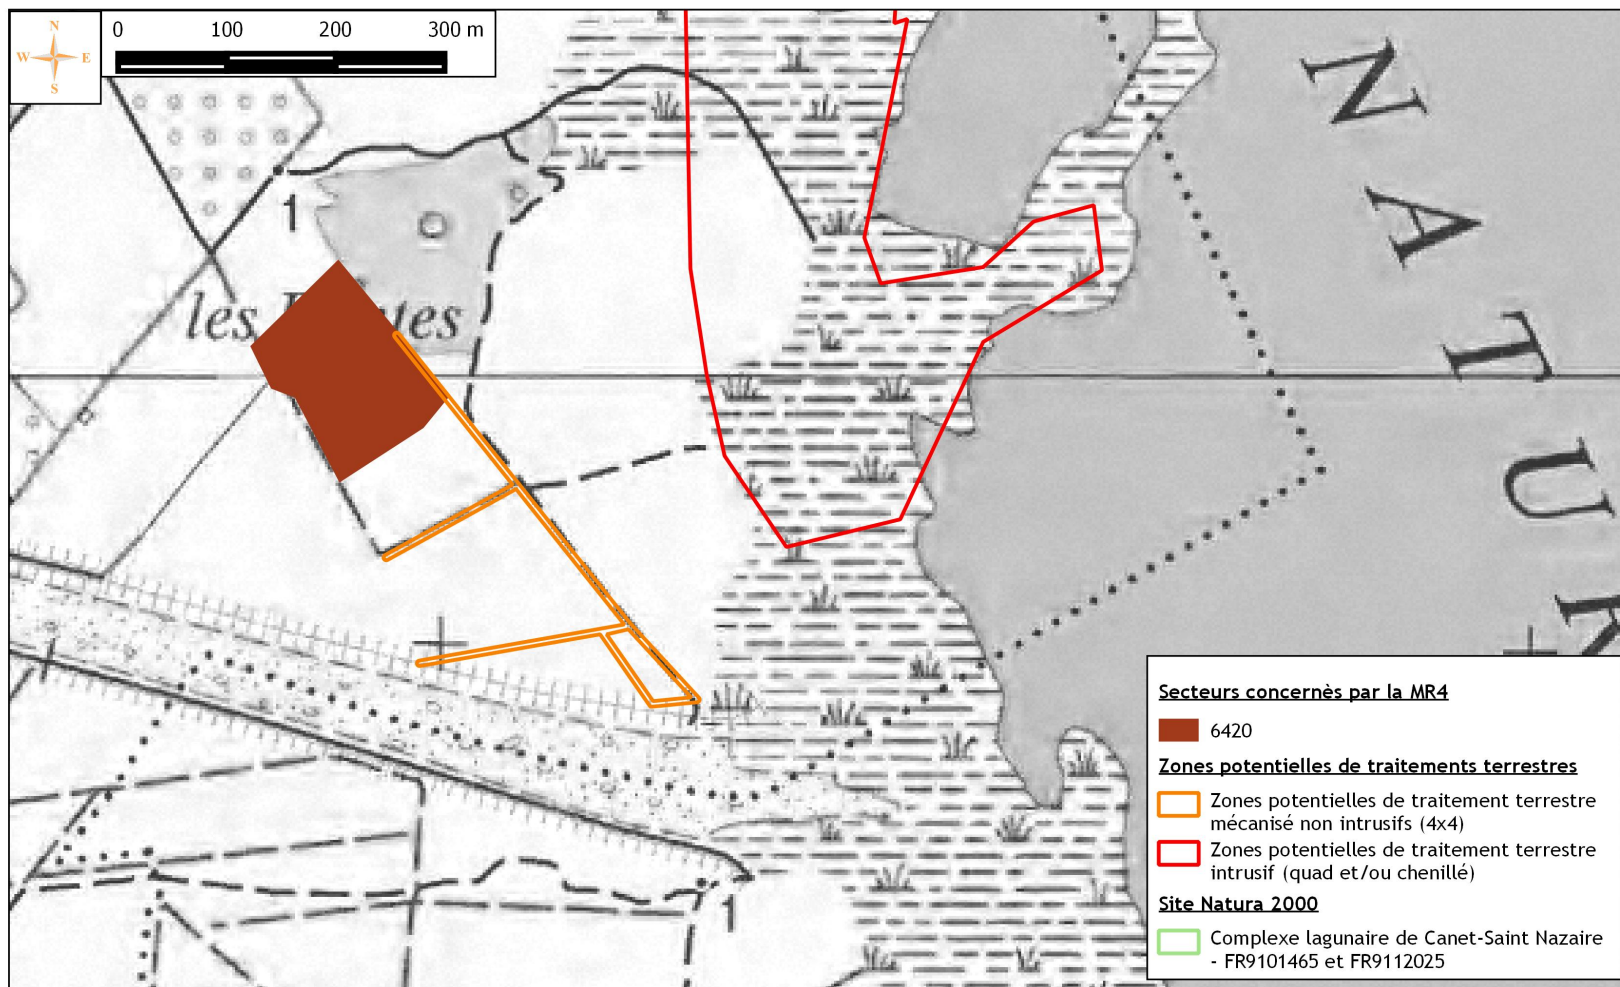 N
W E
S
0 100 200 300 m
1
les
tes
N
A
T
U
R
1
Secteurs concernès par la MR4
6420
Zones potentielles de traitements terrestres
Zones potentielles de traitement terrestre
mécanisé non intrusifs (4x4)
Zones potentielles de traitement terrestre
intrusif (quad et/ou chenillé)
Site Natura 2000
Complexe lagunaire de Canet-Saint Nazaire
- FR9101465 et FR9112025